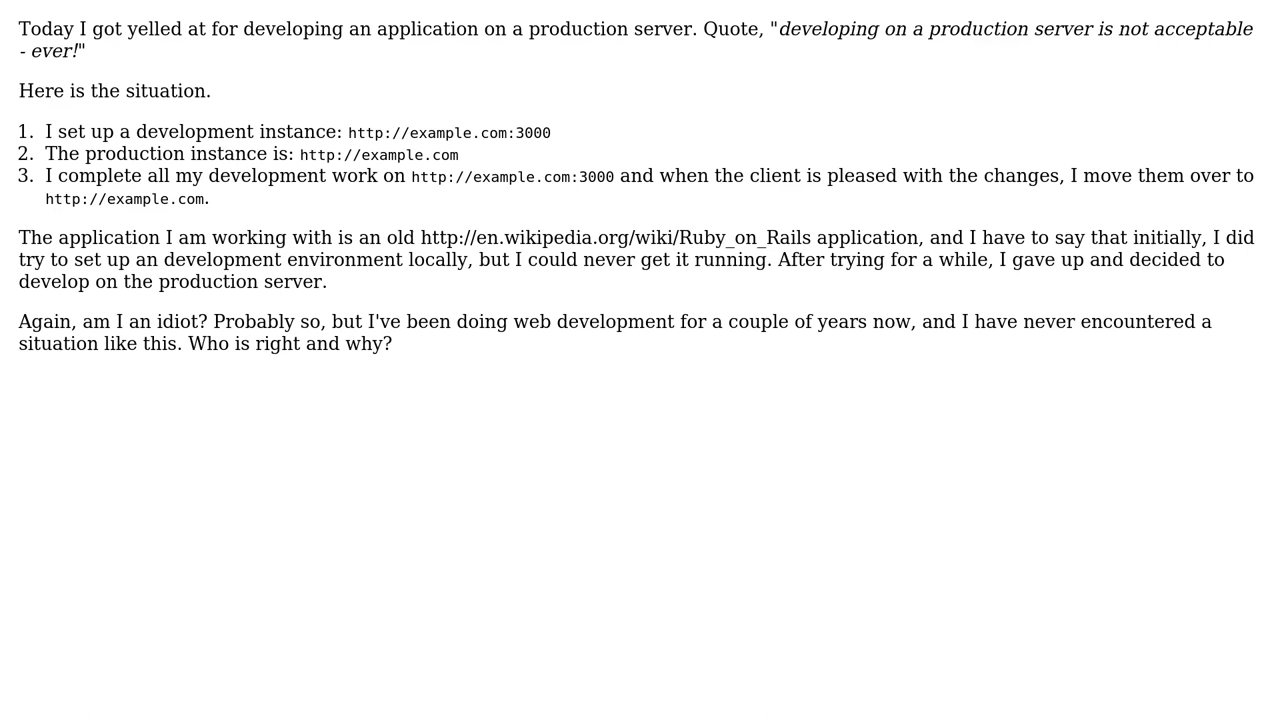 Today I got yelled at for developing an application on a production server. Quote, "developing on a production server is not acceptable
- ever!"
Here is the situation.
1. I set up a development instance: http://example.com:3000
2. The production instance is: http://example.com
3. I complete all my development work on http://example.com:3000 and when the client is pleased with the changes, I move them over to
http://example.com.
The application I am working with is an old http://en.wikipedia.org/wiki/Ruby_on_Rails application, and I have to say that initially, I did
try to set up an development environment locally, but I could never get it running. After trying for a while, I gave up and decided to
develop on the production server.
Again, am I an idiot? Probably so, but I've been doing web development for a couple of years now, and I have never encountered a
situation like this. Who is right and why?